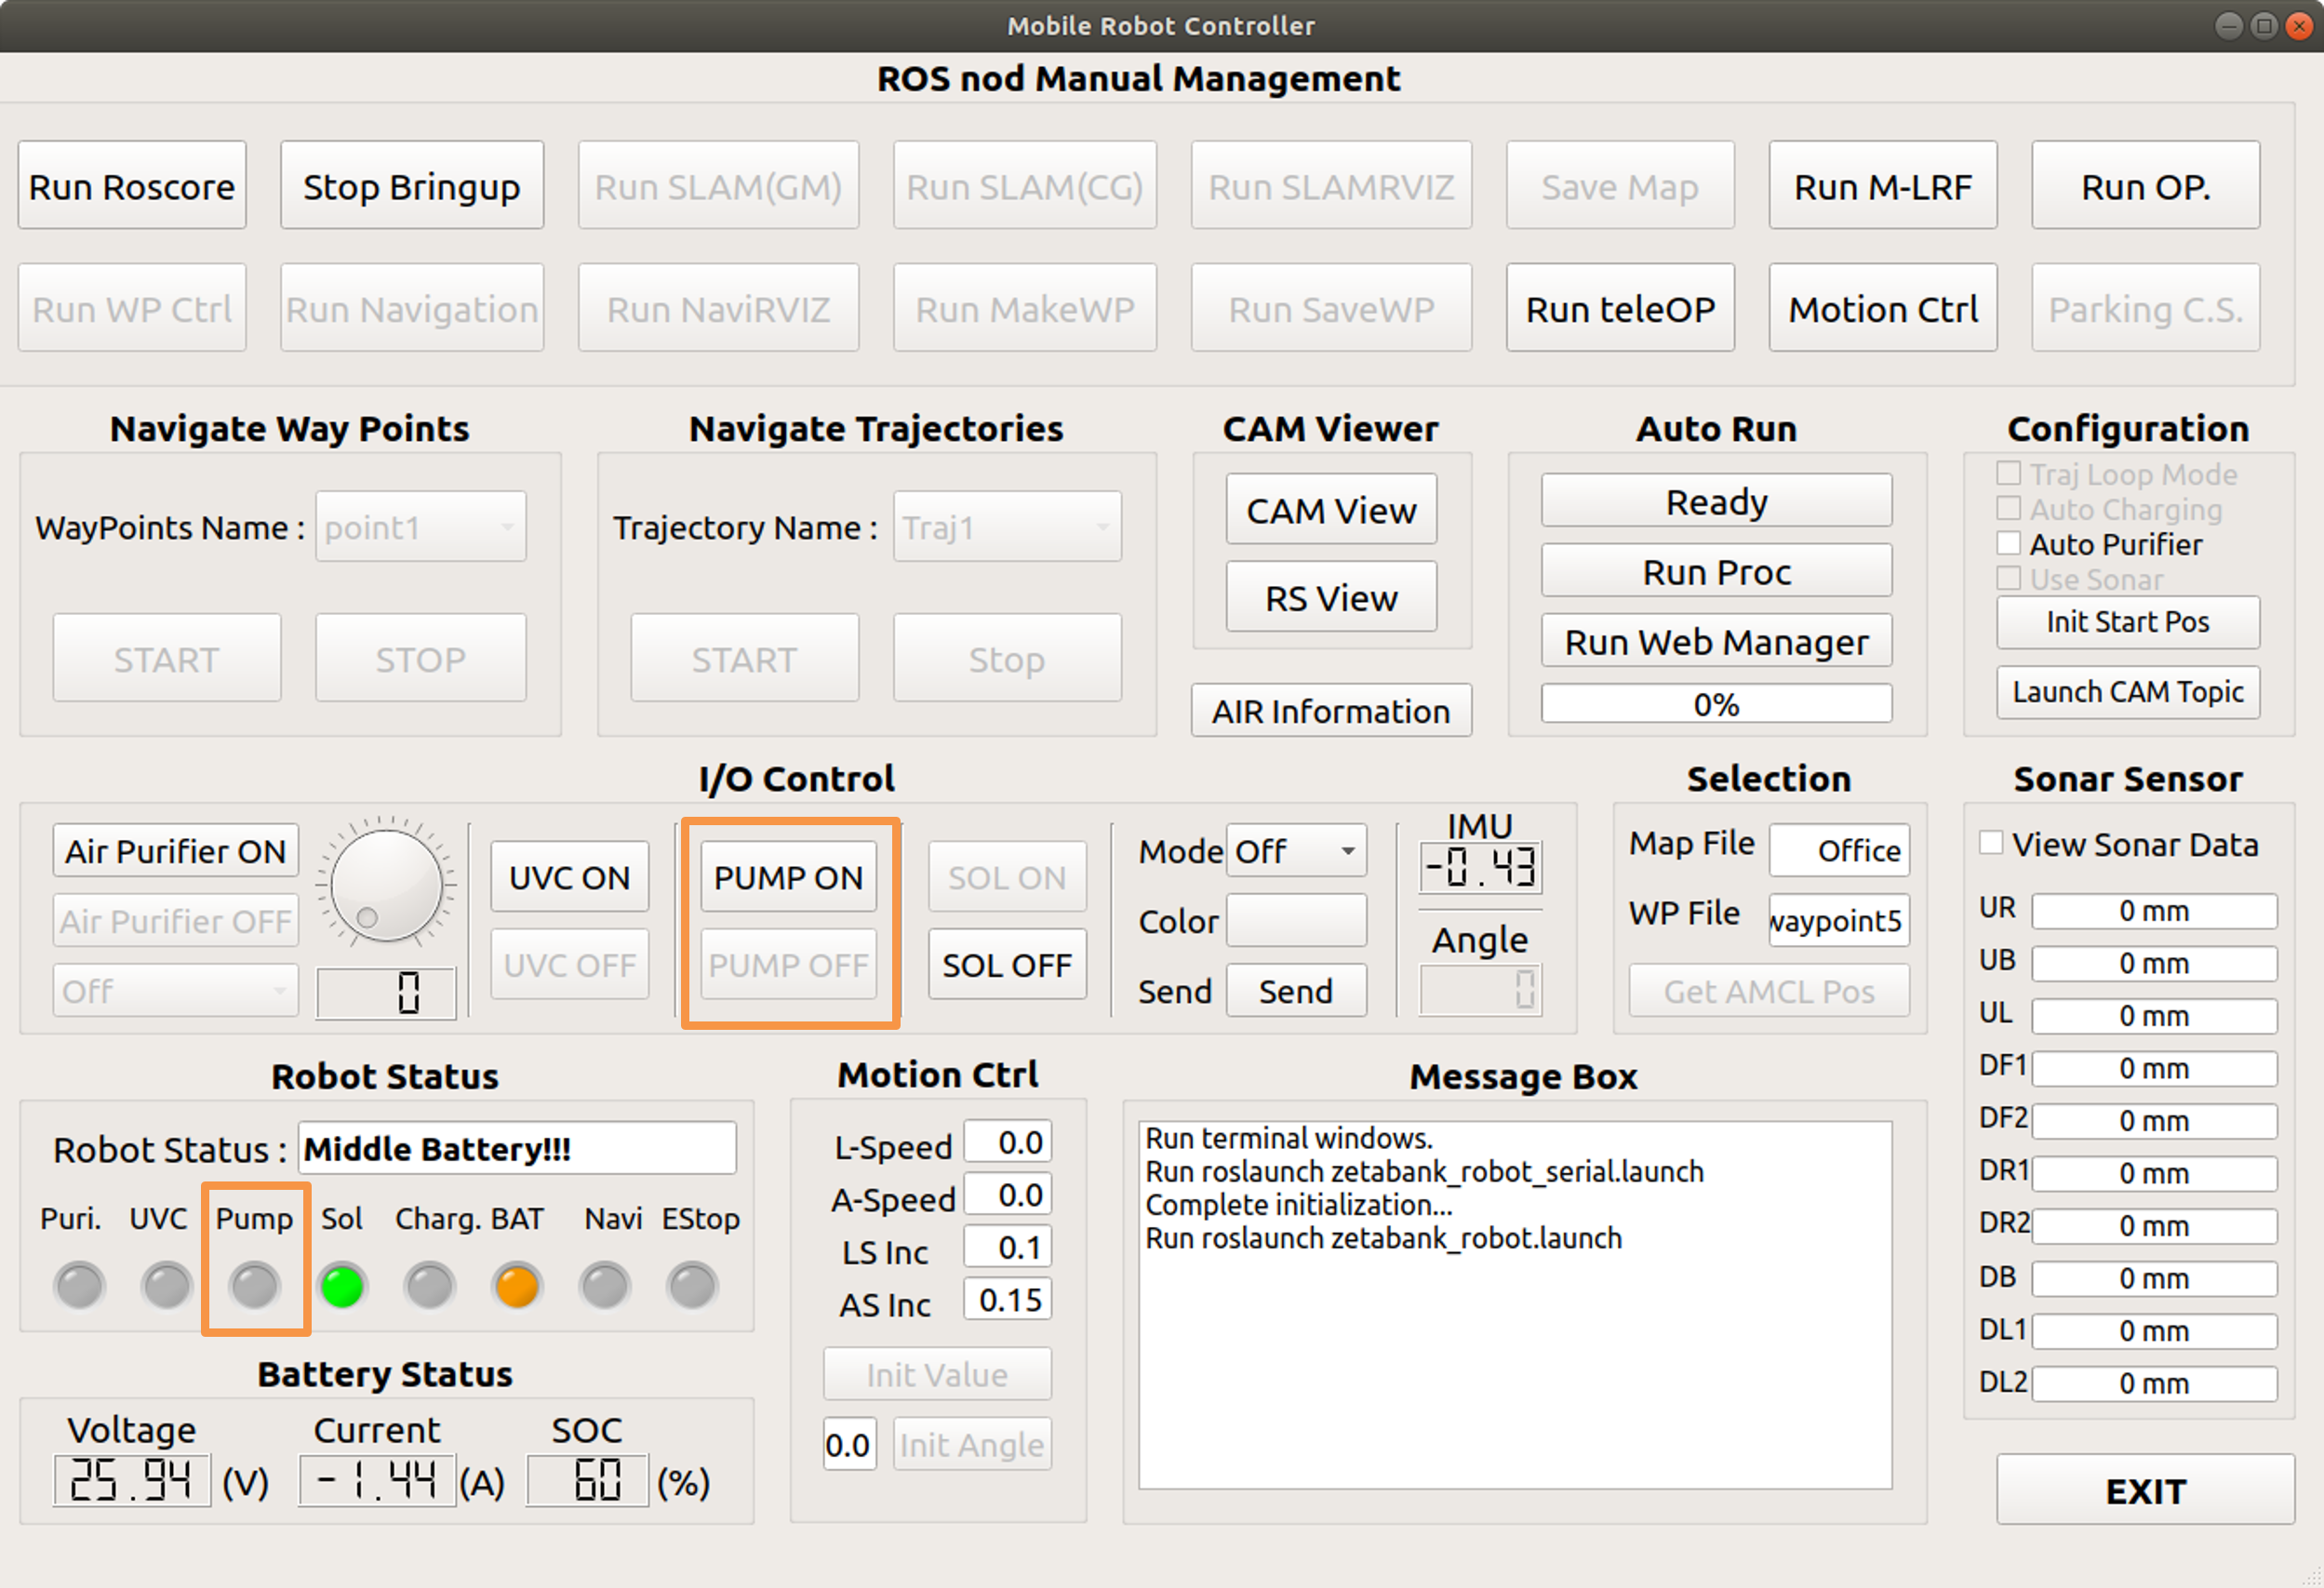 Mobile Robot Controller
ROS nod Manual Management
Run Roscore
Stop Bringup
Run SLAM(GM)
Run SLAM(CG)
Run SLAMRVIZ
Save Map
Run M-LRF
Run OP.
Run WP Ctrl
Run Navigation
Run NaviRVIZ
Run MakeWP
Run SaveWP
Run teleOP
Motion Ctrl
Parking C.S.
Navigate Way Points
WayPoints Name :
point1
START
STOP
Navigate Trajectories
Trajectory Name :
Traj1
START
Stop
CAM Viewer
CAM View
RS View
AIR Information
Auto Run
Ready
Run Proc
Run Web Manager
0%
Configuration
Traj Loop Mode
Auto Charging
Auto Purifier
Use Sonar
Init Start Pos
Launch CAM Topic
I/O Control
Air Purifier ON
Air Purifier OFF
Off
0
UVC ON
UVC OFF
PUMP ON
PUMP OFF
SOL ON
SOL OFF
Mode
Off
Color
Send
Send
IMU
-0.43
Angle
0
Selection
Map File
Office
WP File
waypoint5
Get AMCL Pos
Sonar Sensor
View Sonar Data
UR 0 mm
UB 0 mm
UL 0 mm
DF1 0 mm
DF2 0 mm
DR1 0 mm
DR2 0 mm
DB 0 mm
DL1 0 mm
DL2 0 mm
Robot Status
Robot Status :
Middle Battery!!!
Puri. UVC Pump Sol Charg. BAT Navi EStop
Battery Status
Voltage
25.94 (V)
Current
-1.44 (A)
SOC
60 (%)
Motion Ctrl
L-Speed 0.0
A-Speed 0.0
LS Inc 0.1
AS Inc 0.15
Init Value
0.0
Init Angle
Message Box
Run terminal windows.
Run roslaunch zetabank_robot_serial.launch
Complete initialization...
Run roslaunch zetabank_robot.launch
EXIT